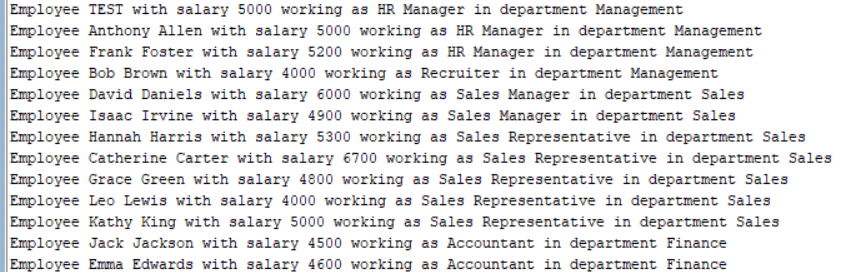 Employee TEST with salary 5000 working as HR Manager in department Management
Employee Anthony Allen with salary 5000 working as HR Manager in department Management
Employee Frank Foster with salary 5200 working as HR Manager in department Management
Employee Bob Brown with salary 4000 working as Recruiter in department Management
Employee David Daniels with salary 6000 working as Sales Manager in department Sales
Employee Isaac Irvine with salary 4900 working as Sales Manager in department Sales
Employee Hannah Harris with salary 5300 working as Sales Representative in department Sales
Employee Catherine Carter with salary 6700 working as Sales Representative in department Sales
Employee Grace Green with salary 4800 working as Sales Representative in department Sales
Employee Leo Lewis with salary 4000 working as Sales Representative in department Sales
Employee Kathy King with salary 5000 working as Sales Representative in department Sales
Employee Jack Jackson with salary 4500 working as Accountant in department Finance
Employee Emma Edwards with salary 4600 working as Accountant in department Finance